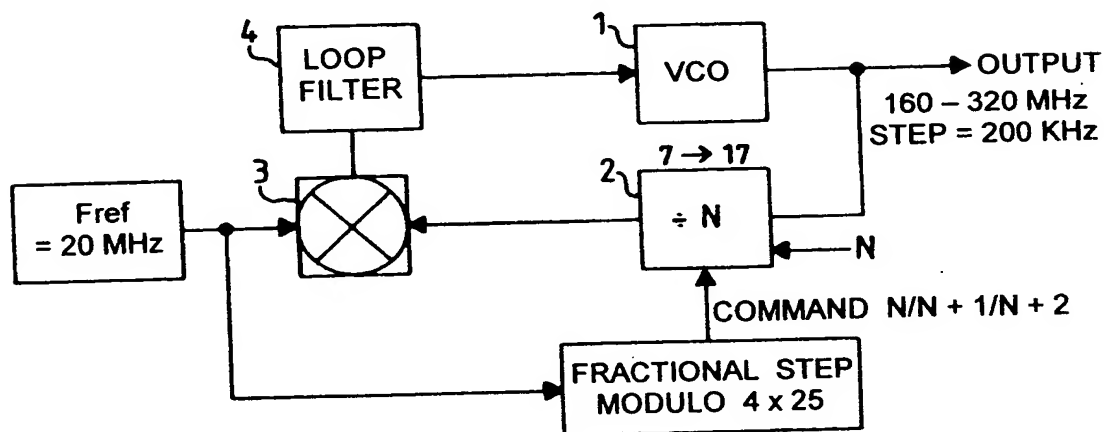 4
LOOP
FILTER
1
VCO
OUTPUT
160 – 320 MHz
STEP = 200 KHz
7 → 17
3
2
Fref
= 20 MHz
÷ N
N
COMMAND N/N + 1/N + 2
FRACTIONAL STEP
MODULO 4 x 25